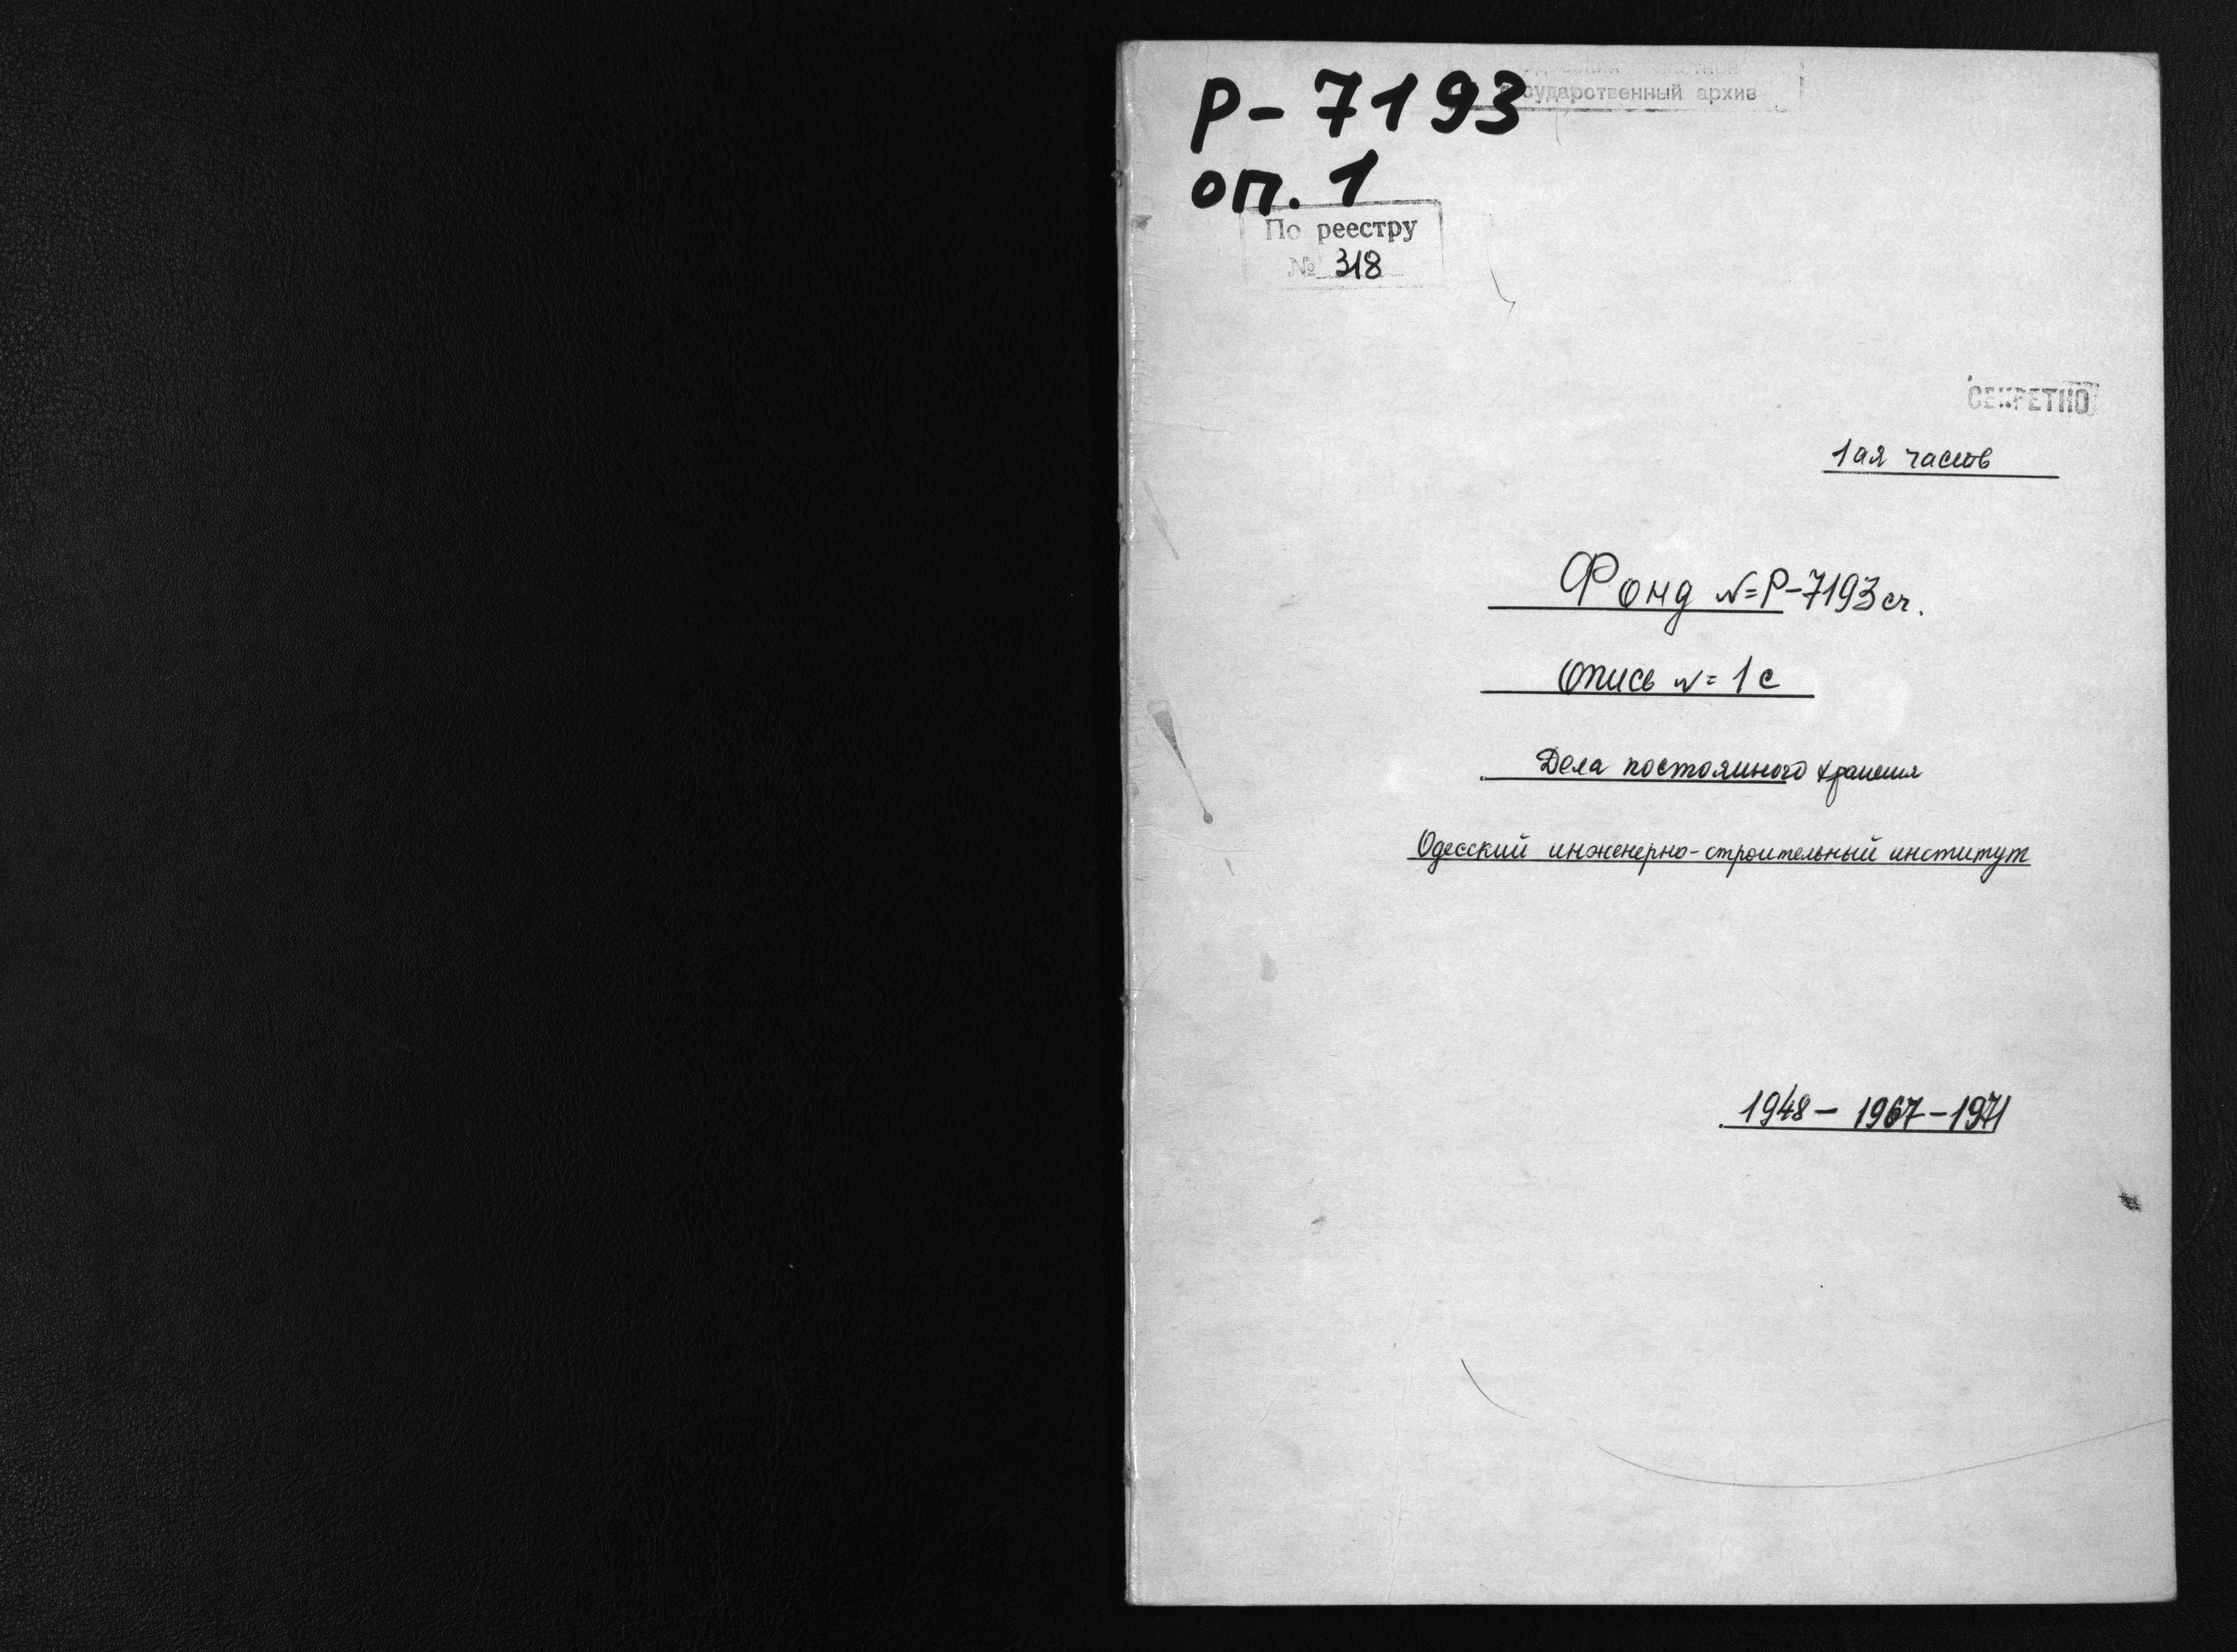 Р-7193
государственный архив
оп. 1
По реестру
№ 318
СЕКРЕТНО
1ая часть
Фонд №Р-7193сч.
Опись № 1с
Дела постоянного хранения
Одесский инженерно-строительный институт
1948 - 1967 - 1971